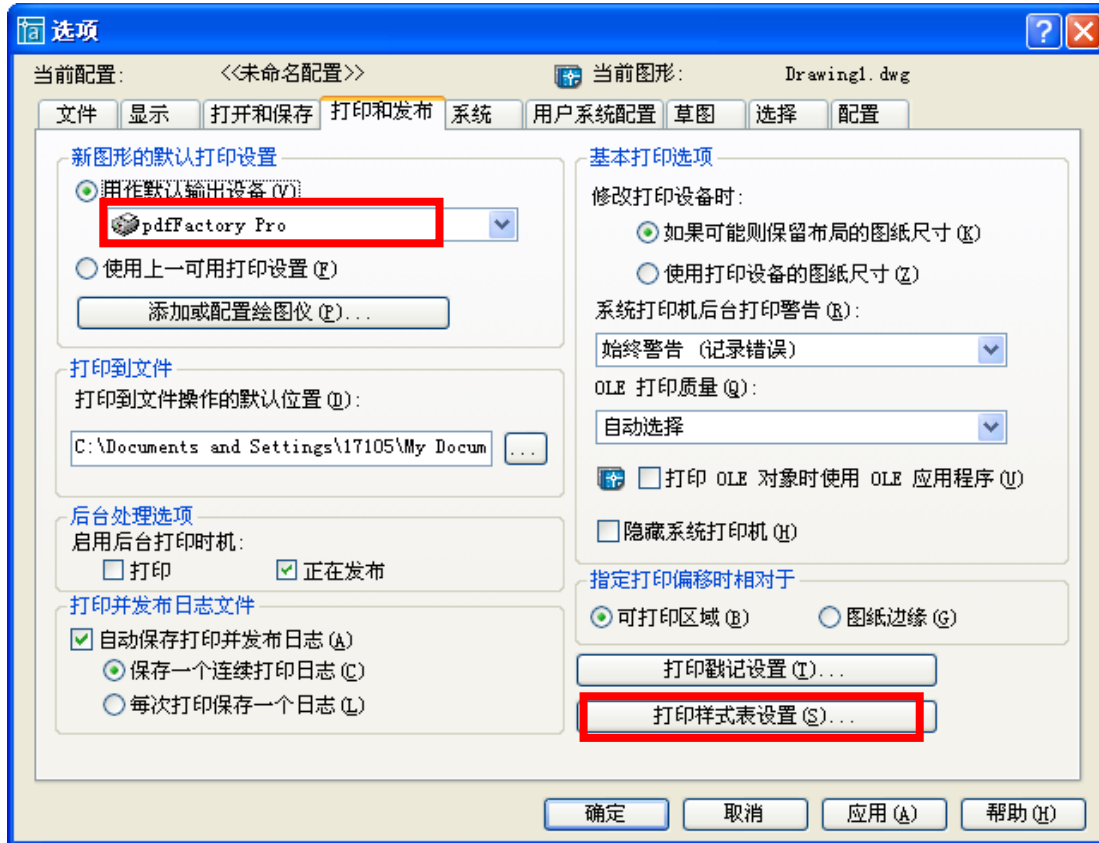 选项
当前配置: <<未命名配置>> 当前图形: Drawing1.dwg
文件 显示 打开和保存 打印和发布 系统 用户系统配置 草图 选择 配置
新图形的默认打印设置
用作默认输出设备(V)
pdfFactory Pro
使用上一可用打印设置(F)
添加或配置绘图仪(P)...
打印到文件
打印到文件操作的默认位置(D):
C:\Documents and Settings\17105\My Docum ...
后台处理选项
启用后台打印时机:
打印 正在发布
打印并发布日志文件
自动保存打印并发布日志(A)
保存一个连续打印日志(C)
每次打印保存一个日志(L)
基本打印选项
修改打印设备时:
如果可能则保留布局的图纸尺寸(K)
使用打印设备的图纸尺寸(Z)
系统打印机后台打印警告(R):
始终警告 (记录错误)
OLE 打印质量(Q):
自动选择
打印 OLE 对象时使用 OLE 应用程序(U)
隐藏系统打印机(H)
指定打印偏移时相对于
可打印区域(B) 图纸边缘(G)
打印戳记设置(T)...
打印样式表设置(S)...
确定 取消 应用(A) 帮助(H)